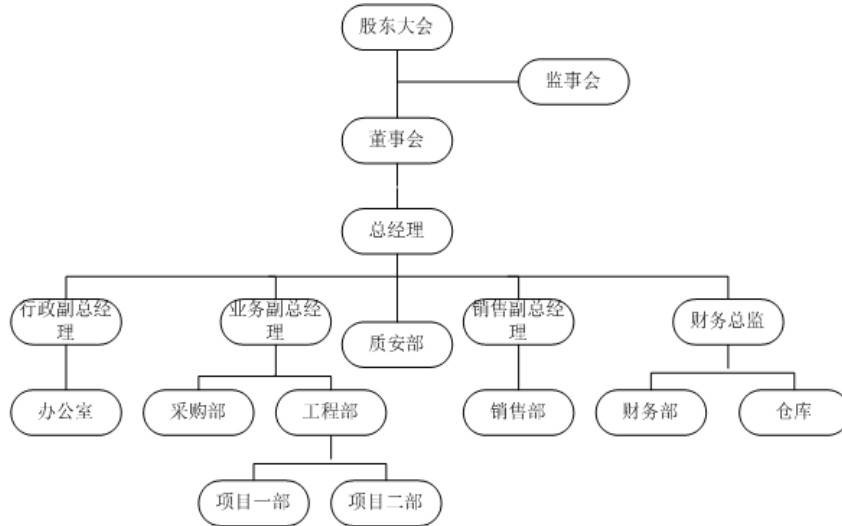 股东大会
监事会
董事会
总经理
行政副总经
理
业务副总经
理
质安部
销售副总经
理
财务总监
办公室
采购部
工程部
销售部
财务部
仓库
项目一部
项目二部